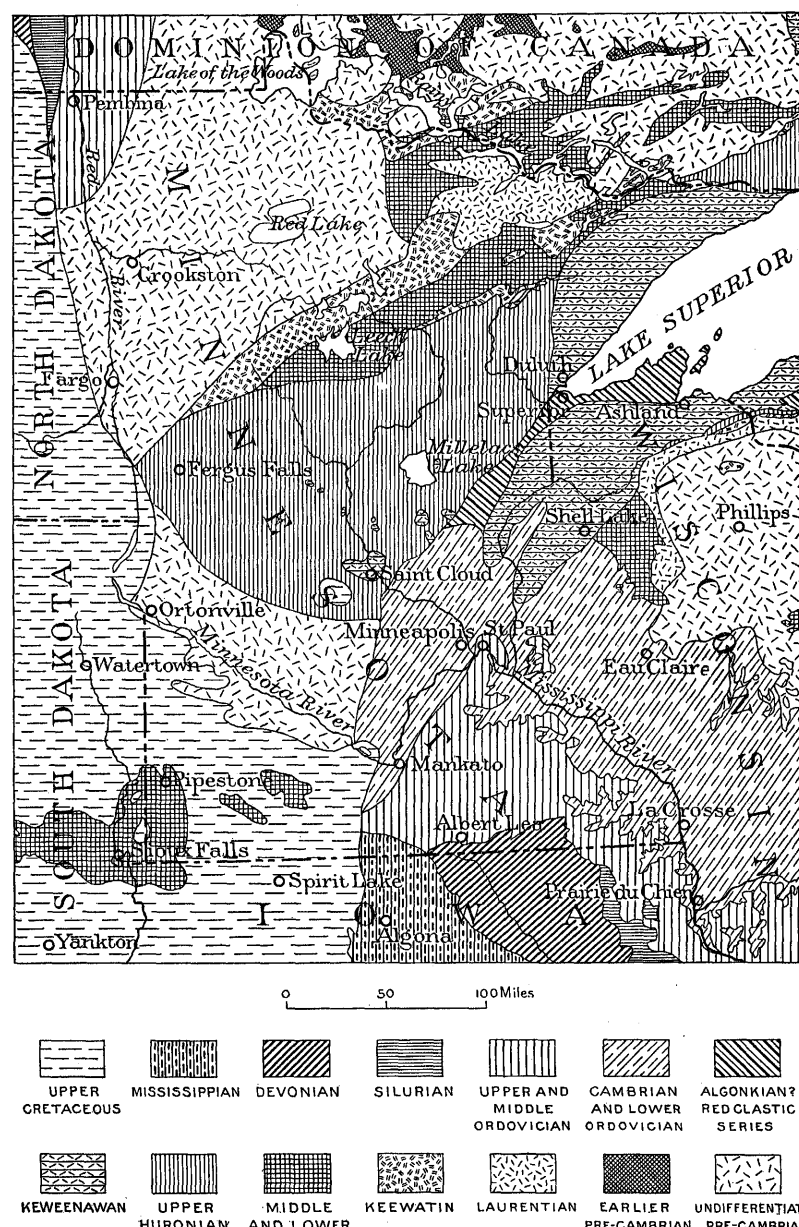 DOMINION OF CANADA
Lake of the Woods
Pembina
Rainy
Red
River
NORTH DAKOTA
MINNESOTA
Red Lake
Crookston
Leech
Lake
LAKE SUPERIOR
Fargo
Duluth
Superior
Ashland
Millelac
Lake
Fergus Falls
WISCONSIN
Shell Lake
Phillips
Saint Cloud
Ortonville
Minneapolis
St Paul
Watertown
Minnesota River
Eau Claire
Mississippi River
SOUTH DAKOTA
Mankato
Pipestone
Albert Lea
La Crosse
Sioux Falls
Spirit Lake
Prairie du Chien
IOWA
Algona
Yankton
0 50 100 Miles
UPPER CRETACEOUS
MISSISSIPPIAN
DEVONIAN
SILURIAN
UPPER AND MIDDLE ORDOVICIAN
CAMBRIAN AND LOWER ORDOVICIAN
ALGONKIAN? RED CLASTIC SERIES
KEWEENAWAN
UPPER HURONIAN
MIDDLE AND LOWER
KEEWATIN
LAURENTIAN
EARLIER PRE-CAMBRIAN
UNDIFFERENTIAT
PRE-CAMBRIA